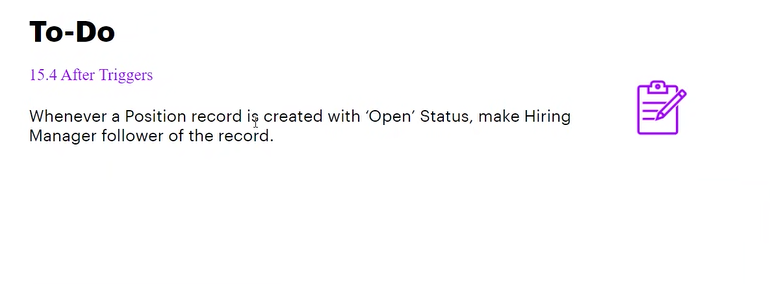 To-Do
15.4 After Triggers
Whenever a Position record is created with ‘Open’ Status, make Hiring
Manager follower of the record.